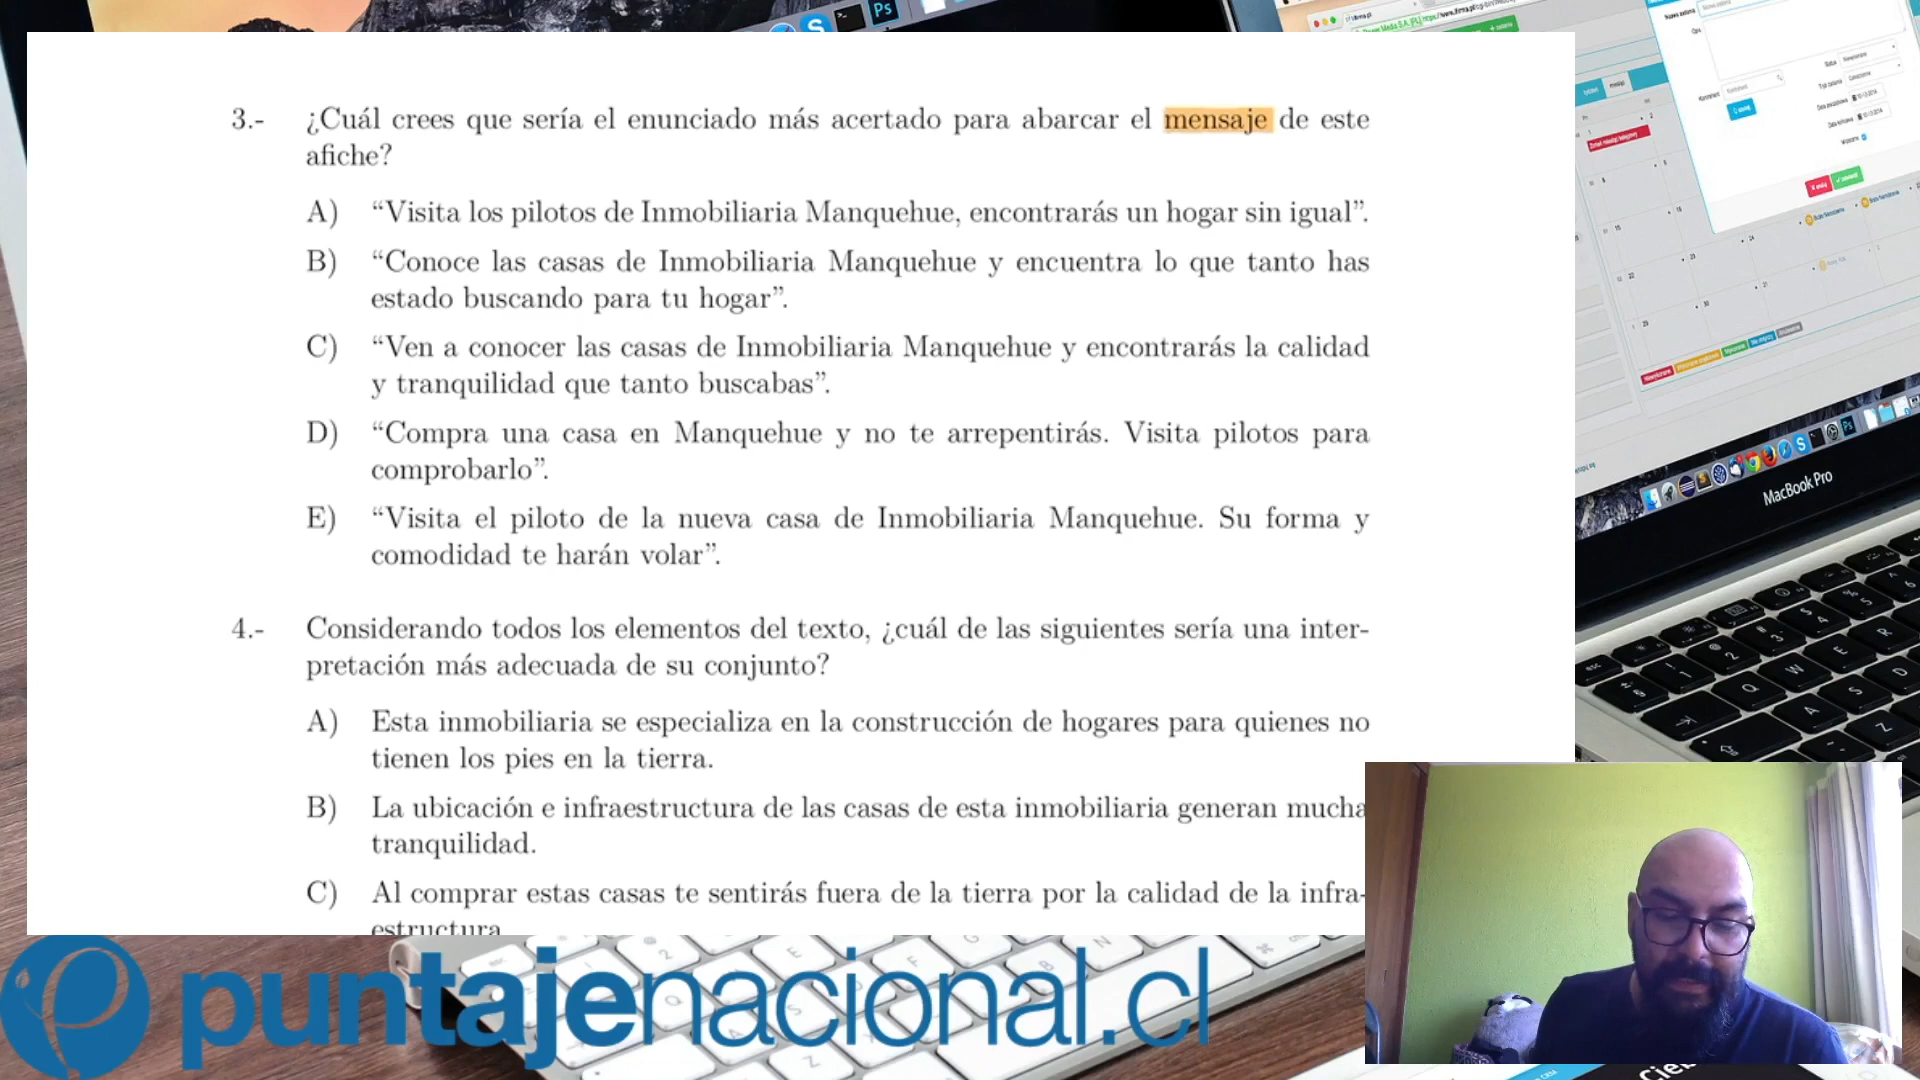 3.- ¿Cuál crees que sería el enunciado más acertado para abarcar el mensaje de este
afiche?
A) “Visita los pilotos de Inmobiliaria Manquehue, encontrarás un hogar sin igual”.
B) “Conoce las casas de Inmobiliaria Manquehue y encuentra lo que tanto has
estado buscando para tu hogar”.
C) “Ven a conocer las casas de Inmobiliaria Manquehue y encontrarás la calidad
y tranquilidad que tanto buscabas”.
D) “Compra una casa en Manquehue y no te arrepentirás. Visita pilotos para
comprobarlo”.
E) “Visita el piloto de la nueva casa de Inmobiliaria Manquehue. Su forma y
comodidad te harán volar”.
4.- Considerando todos los elementos del texto, ¿cuál de las siguientes sería una inter-
pretación más adecuada de su conjunto?
A) Esta inmobiliaria se especializa en la construcción de hogares para quienes no
tienen los pies en la tierra.
B) La ubicación e infraestructura de las casas de esta inmobiliaria generan mucha
tranquilidad.
C) Al comprar estas casas te sentirás fuera de la tierra por la calidad de la infra-
estructura
puntajenacional.cl
MacBook Pro